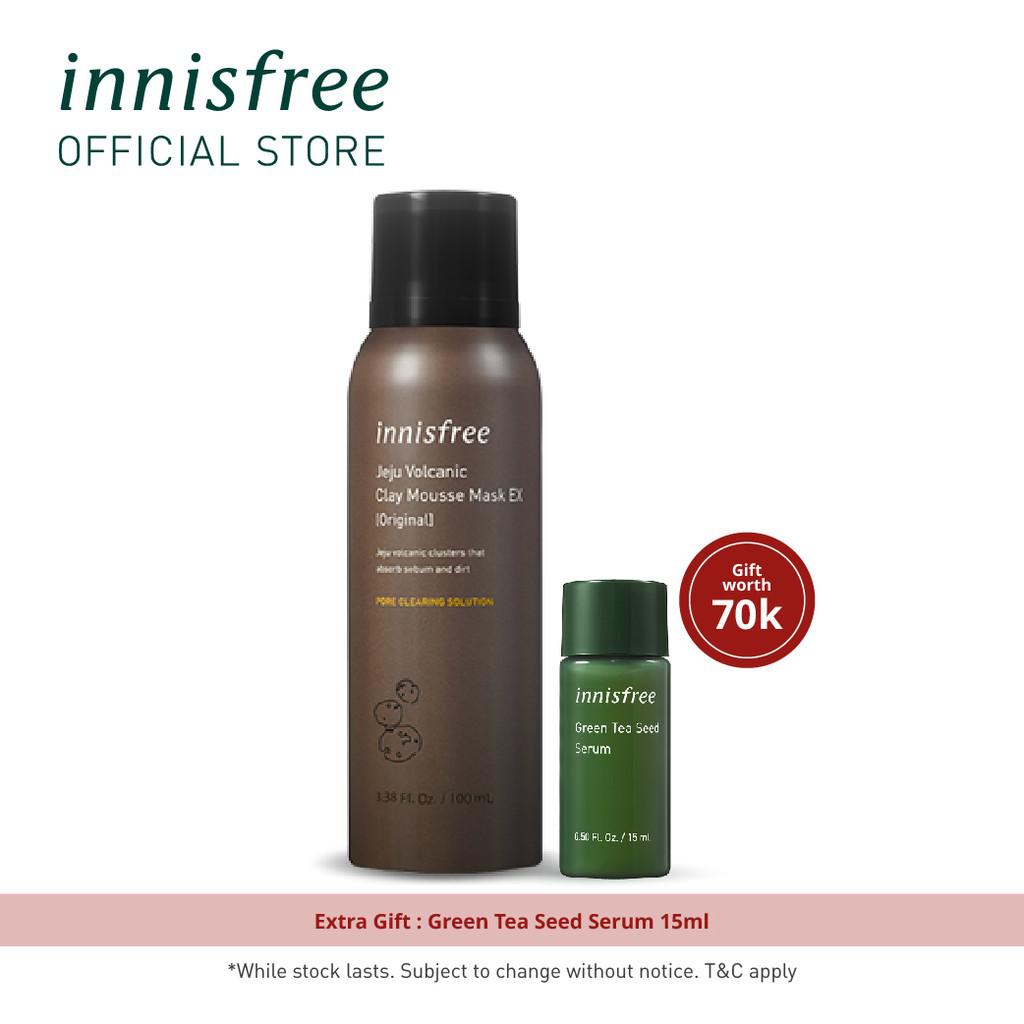 innisfree
OFFICIAL STORE
innisfree
Jeju Volcanic
Clay Mousse Mask EX
[Original]
Jeju volcanic clusters that
absorb sebum and dirt
PORE CLEARING SOLUTION
3.38 Fl. Oz. / 100 mL
Gift
worth
70k
innisfree
Green Tea Seed
Serum
0.50 FL. Oz. / 15 mL
Extra Gift : Green Tea Seed Serum 15ml
*While stock lasts. Subject to change without notice. T&C apply